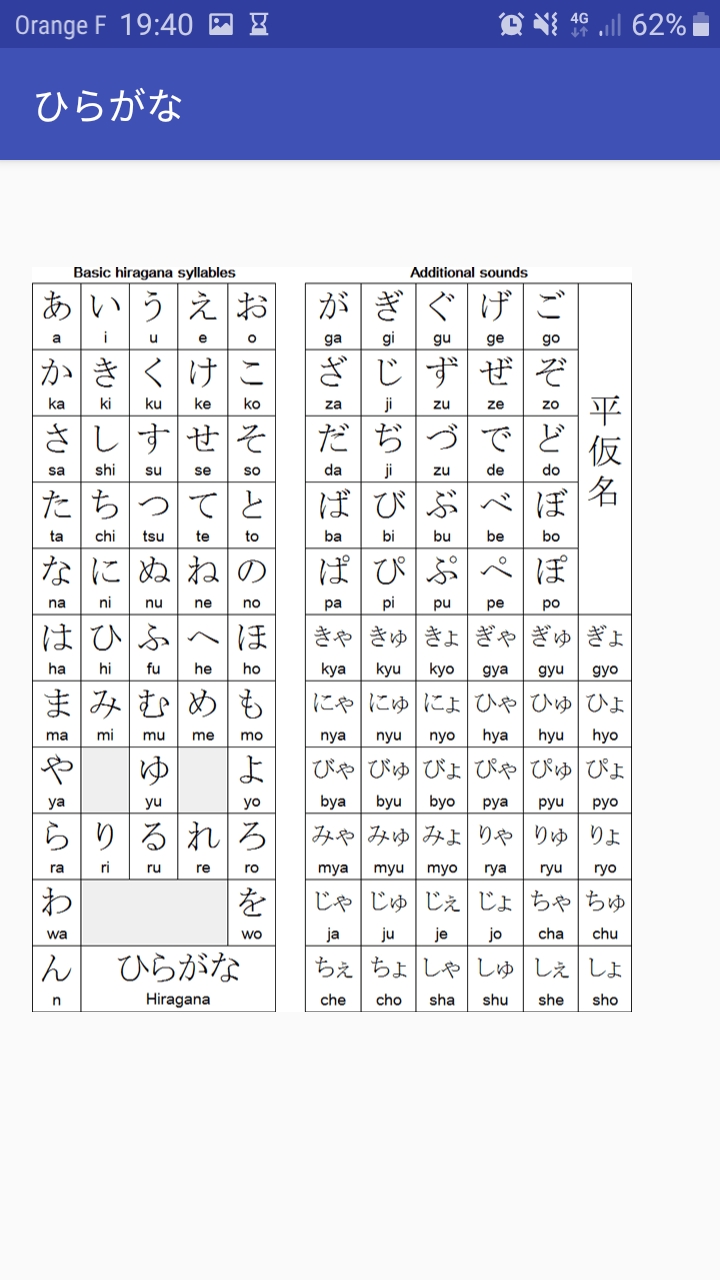 Orange F 19:40 4G 62%
ひらがな
Basic hiragana syllables
あ い う え お
a i u e o
か き く け こ
ka ki ku ke ko
さ し す せ そ
sa shi su se so
た ち つ て と
ta chi tsu te to
な に ぬ ね の
na ni nu ne no
は ひ ふ へ ほ
ha hi fu he ho
ま み む め も
ma mi mu me mo
や ゆ よ
ya yu yo
ら り る れ ろ
ra ri ru re ro
わ を
wa wo
ん ひらがな
n Hiragana
Additional sounds
が ぎ ぐ げ ご
ga gi gu ge go
ざ じ ず ぜ ぞ
za ji zu ze zo
だ ぢ づ で ど
da ji zu de do
ば び ぶ べ ぼ
ba bi bu be bo
ぱ ぴ ぷ ぺ ぽ
pa pi pu pe po
平仮名
きゃ きゅ きょ ぎゃ ぎゅ ぎょ
kya kyu kyo gya gyu gyo
にゃ にゅ にょ ひゃ ひゅ ひょ
nya nyu nyo hya hyu hyo
びゃ びゅ びょ ぴゃ ぴゅ ぴょ
bya byu byo pya pyu pyo
みゃ みゅ みょ りゃ りゅ りょ
mya myu myo rya ryu ryo
じゃ じゅ じぇ じょ ちゃ ちゅ
ja ju je jo cha chu
ちぇ ちょ しゃ しゅ しぇ しょ
che cho sha shu she sho